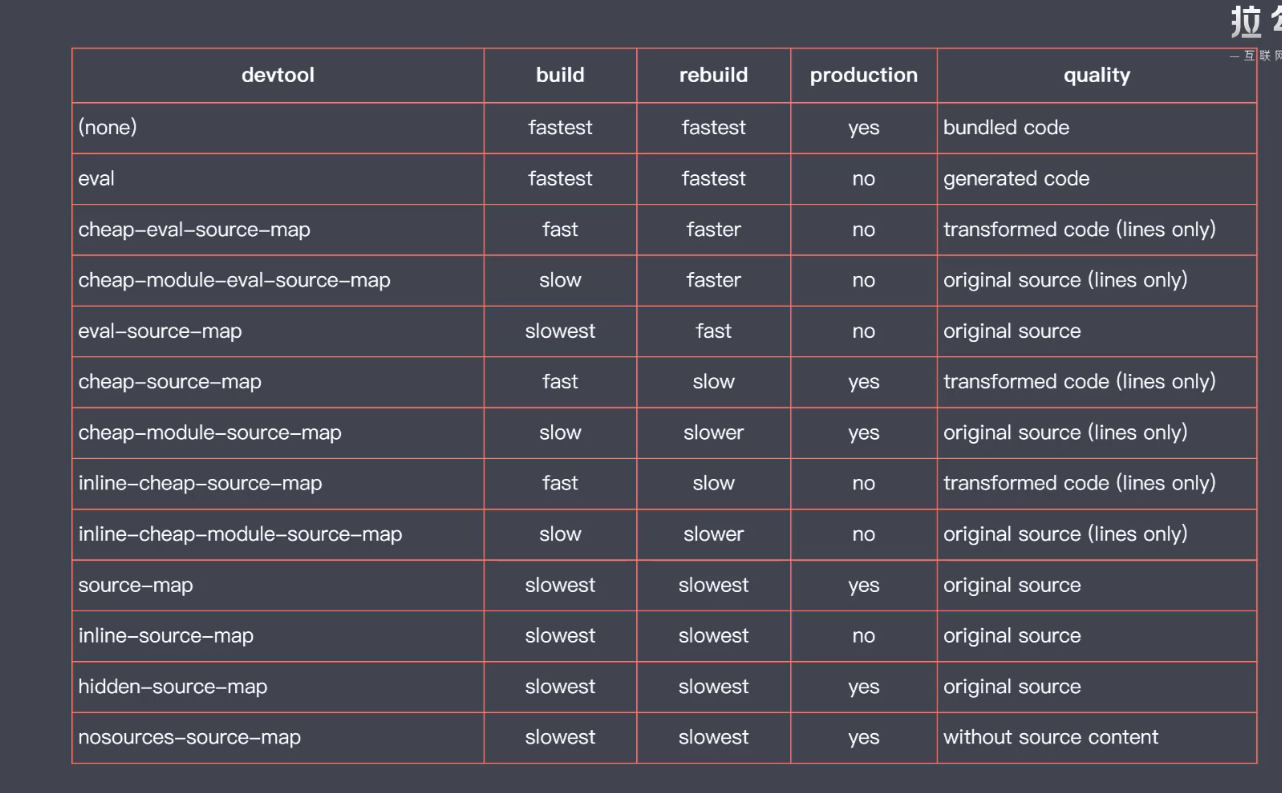 拉
互联网
devtool build rebuild production quality
(none) fastest fastest yes bundled code
eval fastest fastest no generated code
cheap-eval-source-map fast faster no transformed code (lines only)
cheap-module-eval-source-map slow faster no original source (lines only)
eval-source-map slowest fast no original source
cheap-source-map fast slow yes transformed code (lines only)
cheap-module-source-map slow slower yes original source (lines only)
inline-cheap-source-map fast slow no transformed code (lines only)
inline-cheap-module-source-map slow slower no original source (lines only)
source-map slowest slowest yes original source
inline-source-map slowest slowest no original source
hidden-source-map slowest slowest yes original source
nosources-source-map slowest slowest yes without source content